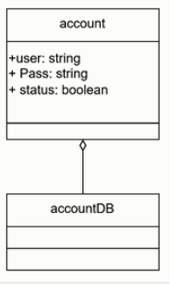 account
+user: string
+ Pass: string
+ status: boolean
accountDB